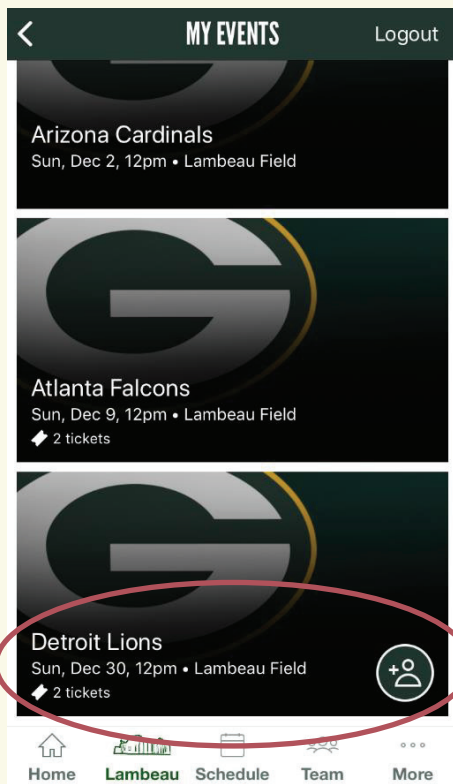 MY EVENTS
Logout
Arizona Cardinals
Sun, Dec 2, 12pm • Lambeau Field
Atlanta Falcons
Sun, Dec 9, 12pm • Lambeau Field
2 tickets
Detroit Lions
Sun, Dec 30, 12pm • Lambeau Field
2 tickets
Home Lambeau Schedule Team More